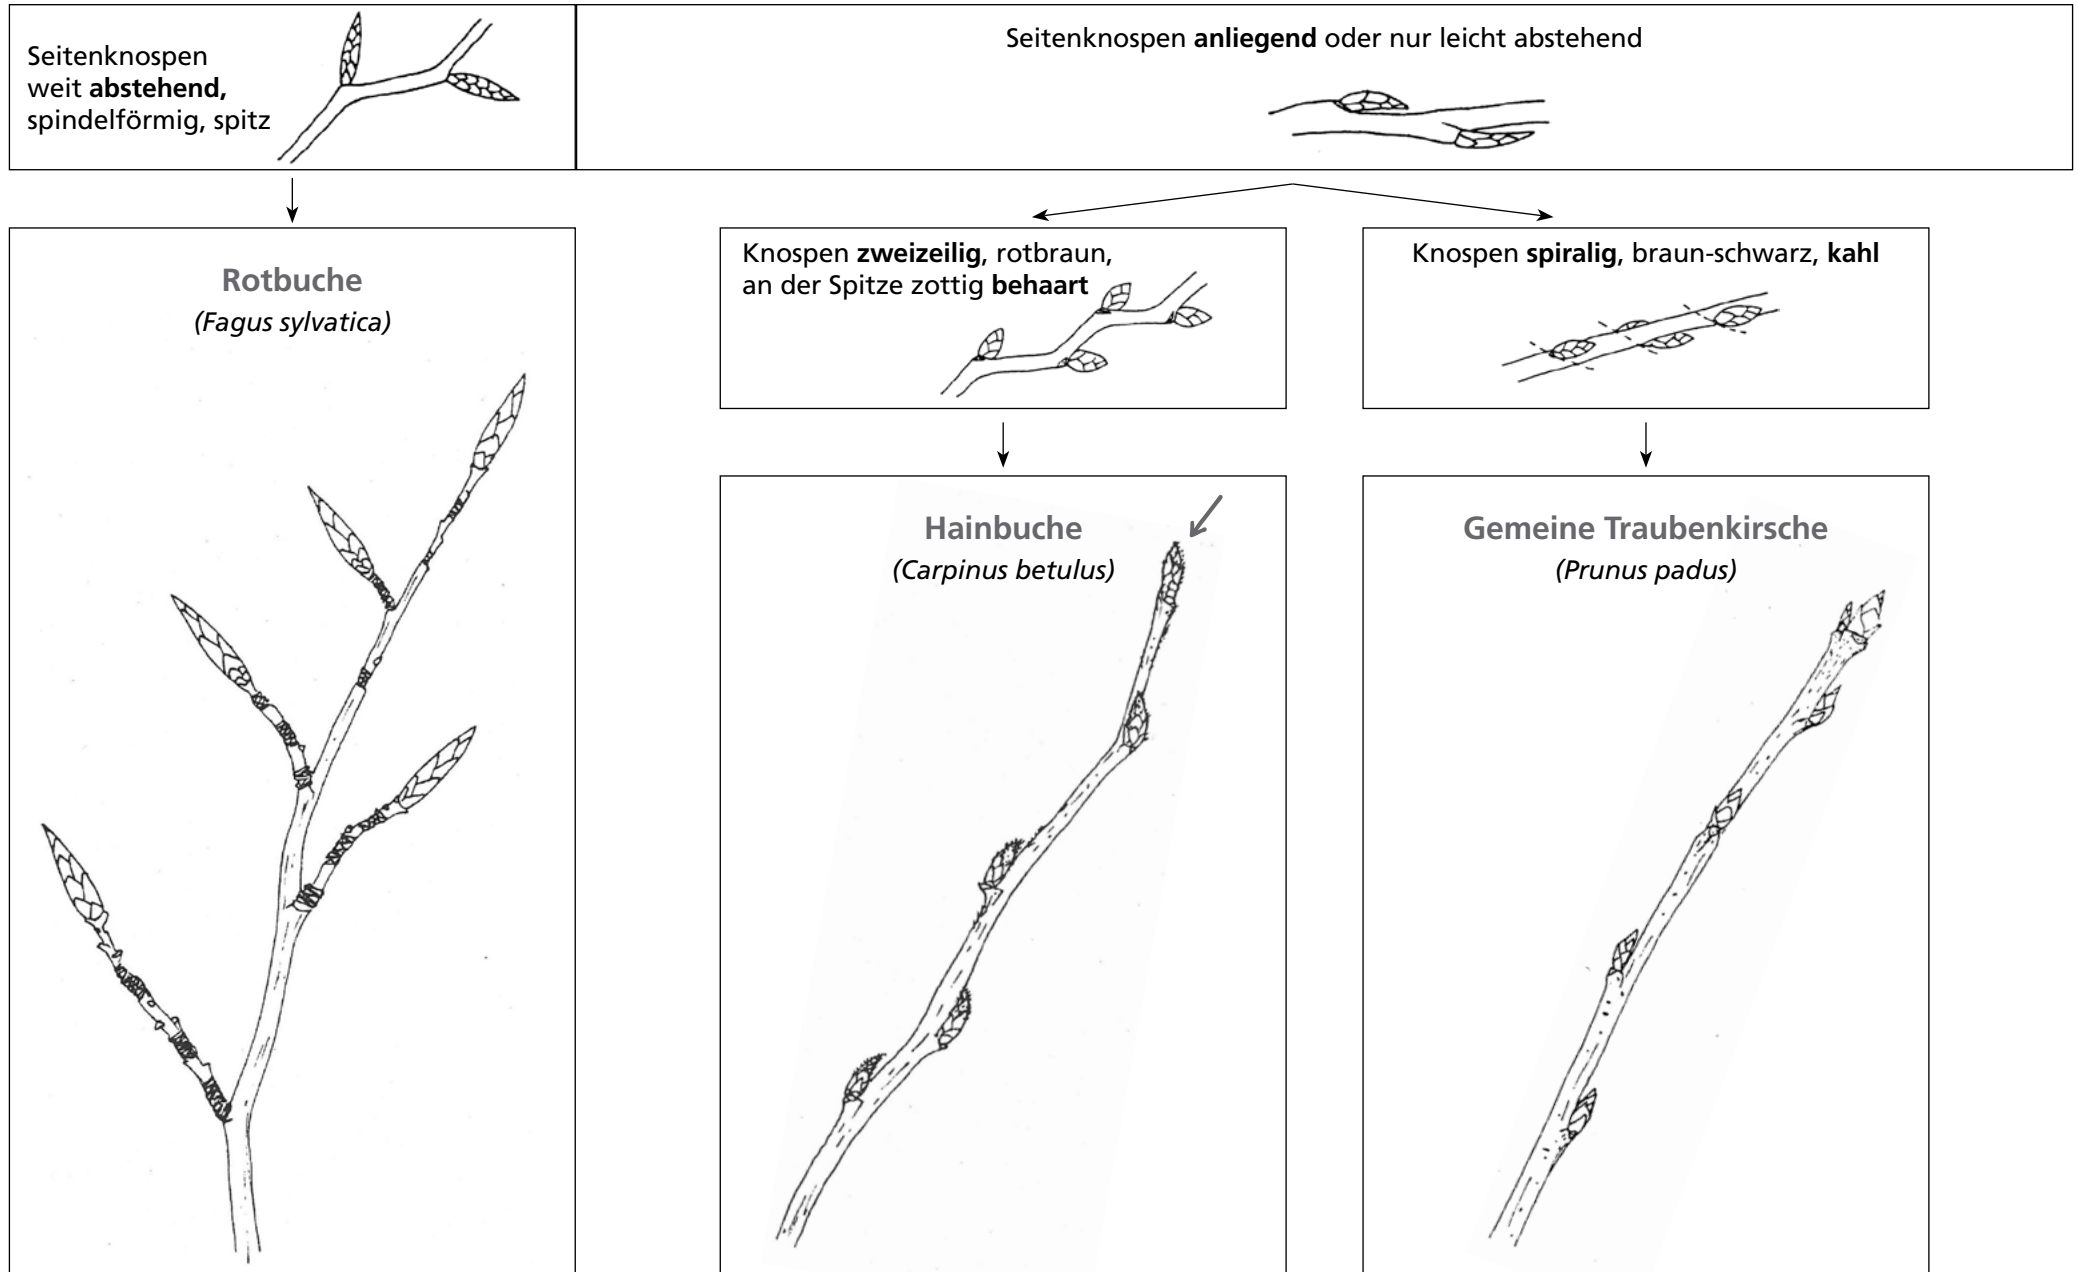 Seitenknospen
weit abstehend,
spindelförmig, spitz
Seitenknospen anliegend oder nur leicht abstehend
Rotbuche
(Fagus sylvatica)
Knospen zweizeilig, rotbraun,
an der Spitze zottig behaart
Knospen spiralig, braun-schwarz, kahl
Hainbuche
(Carpinus betulus)
Gemeine Traubenkirsche
(Prunus padus)